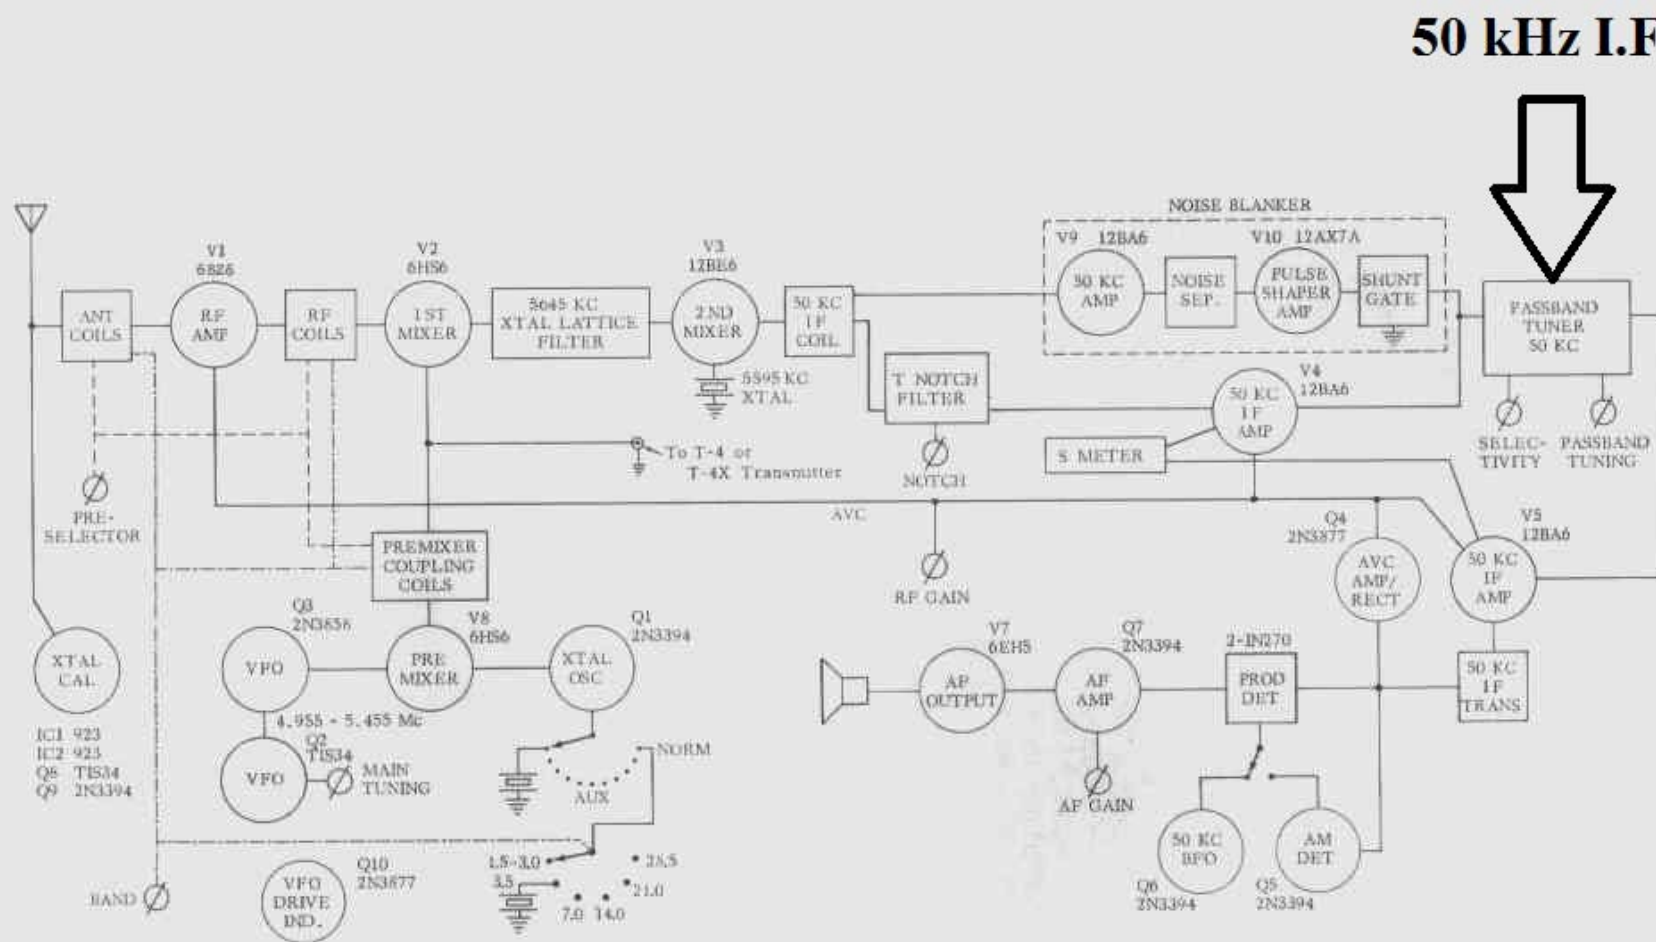 50 kHz I.F
NOISE BLANKER
V9 12BA6
V10 12AX7A
50 KC
AMP
NOISE
SEP.
PULSE
SHAPER
AMP
SHUNT
GATE
PASSBAND
TUNER
50 KC
SELEC-
TIVITY
PASSBAND
TUNING
ANT
COILS
V1
6BZ6
RF
AMP
RF
COILS
V2
6HS6
1ST
MIXER
5645 KC
XTAL LATTICE
FILTER
V3
12BE6
2ND
MIXER
5595 KC
XTAL
50 KC
IF
COIL
T NOTCH
FILTER
NOTCH
V4
12BA6
50 KC
IF
AMP
S METER
To T-4 or
T-4X Transmitter
PRE-
SELECTOR
AVC
RF GAIN
PREMIXER
COUPLING
COILS
Q4
2N3877
AVC
AMP/
RECT
V5
12BA6
50 KC
IF
AMP
50 KC
IF
TRANS
XTAL
CAL.
IC1 923
IC2 923
Q8 TIS34
Q9 2N3394
Q3
2N3858
VFO
V8
6HS6
PRE
MIXER
Q1
2N3394
XTAL
OSC
4.955 - 5.455 Mc
Q2
TIS34
VFO
MAIN
TUNING
NORM
AUX
V7
6EH5
AF
OUTPUT
Q7
2N3394
AF
AMP
AF GAIN
2-IN270
PROD
DET
50 KC
BFO
Q6
2N3394
AM
DET
Q5
2N3394
BAND
VFO
DRIVE
IND.
Q10
2N3877
1.5-3.0
3.5
7.0
14.0
21.0
28.5